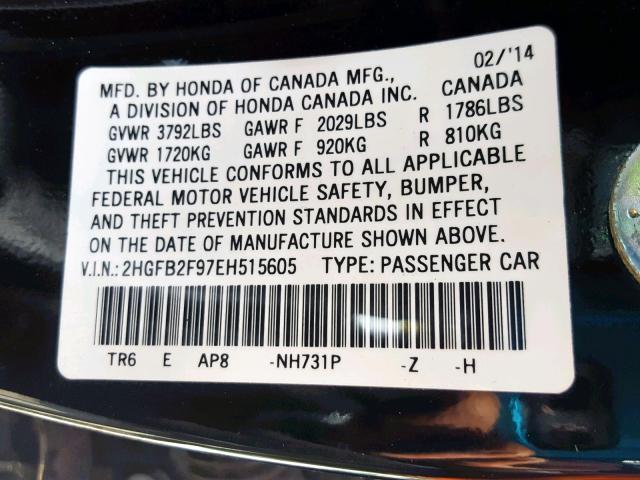 02/'14
MFD. BY HONDA OF CANADA MFG., CANADA
A DIVISION OF HONDA CANADA INC.
GVWR 3792LBS GAWR F 2029LBS R 1786LBS
GVWR 1720KG GAWR F 920KG R 810KG
THIS VEHICLE CONFORMS TO ALL APPLICABLE
FEDERAL MOTOR VEHICLE SAFETY, BUMPER,
AND THEFT PREVENTION STANDARDS IN EFFECT
ON THE DATE OF MANUFACTURE SHOWN ABOVE.
V.I.N.: 2HGFB2F97EH515605 TYPE: PASSENGER CAR
TR6 E AP8 -NH731P -Z -H